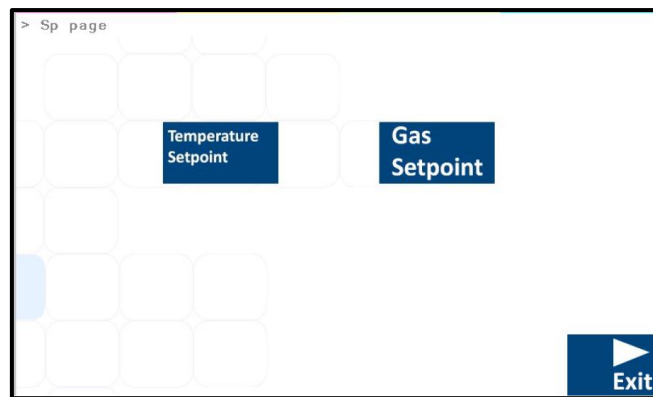 > Sp page
Temperature
Setpoint
Gas
Setpoint
Exit